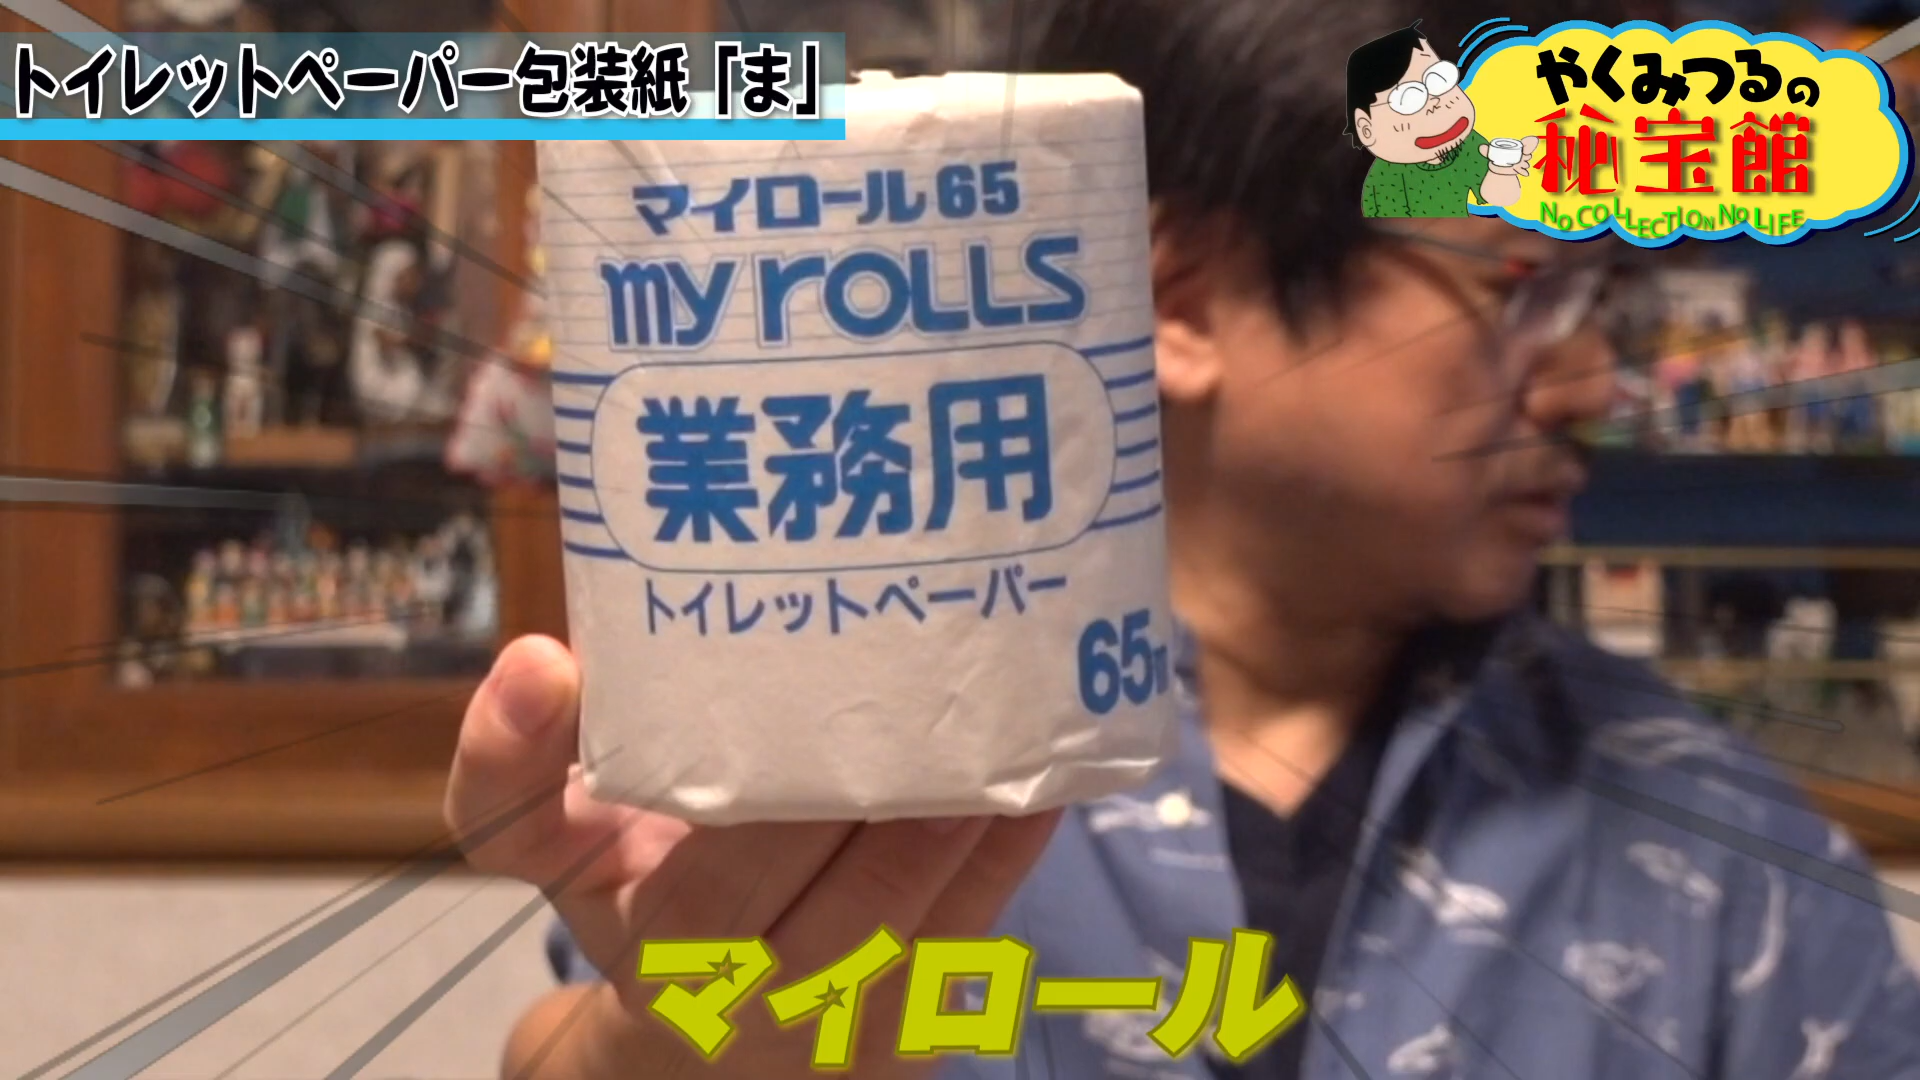 トイレットペーパー包装紙「ま」
やくみつるの
秘宝館
NO COLLECTION NO LIFE
マイロール65
my rOLLS
業務用
トイレットペーパー
65m
マイロール